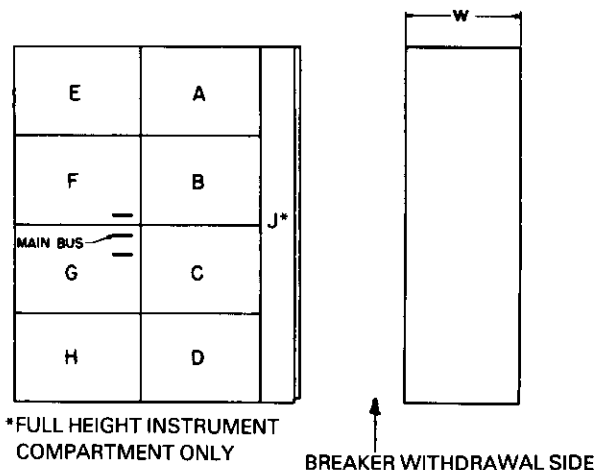 W
E
A
F
B
J*
MAIN BUS
G
C
H
D
*FULL HEIGHT INSTRUMENT
COMPARTMENT ONLY
BREAKER WITHDRAWAL SIDE